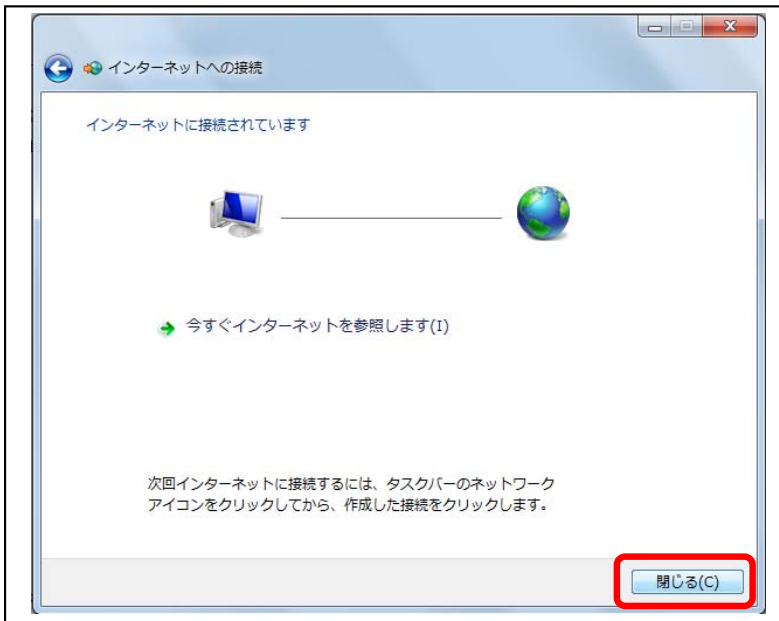 インターネットへの接続
インターネットに接続されています
今すぐインターネットを参照します(I)
次回インターネットに接続するには、タスクバーのネットワーク
アイコンをクリックしてから、作成した接続をクリックします。
閉じる(C)